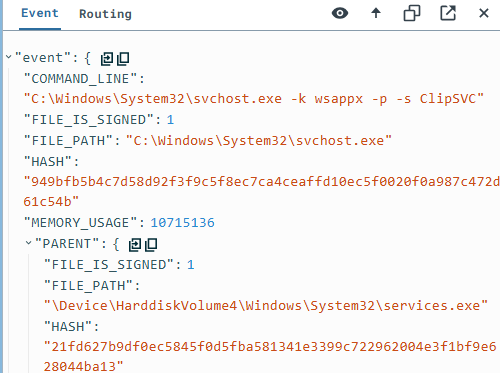 Event Routing
"event": {
"COMMAND_LINE":
"C:\Windows\System32\svchost.exe -k wsappx -p -s ClipSVC"
"FILE_IS_SIGNED": 1
"FILE_PATH": "C:\Windows\System32\svchost.exe"
"HASH":
"949bfb5b4c7d58d92f3f9c5f8ec7ca4ceaffd10ec5f0020f0a987c472d
61c54b"
"MEMORY_USAGE": 10715136
"PARENT": {
"FILE_IS_SIGNED": 1
"FILE_PATH":
"\Device\HarddiskVolume4\Windows\System32\services.exe"
"HASH":
"21fd627b9df0ec5845f0d5fba581341e3399c722962004e3f1bf9e6
28044ba13"